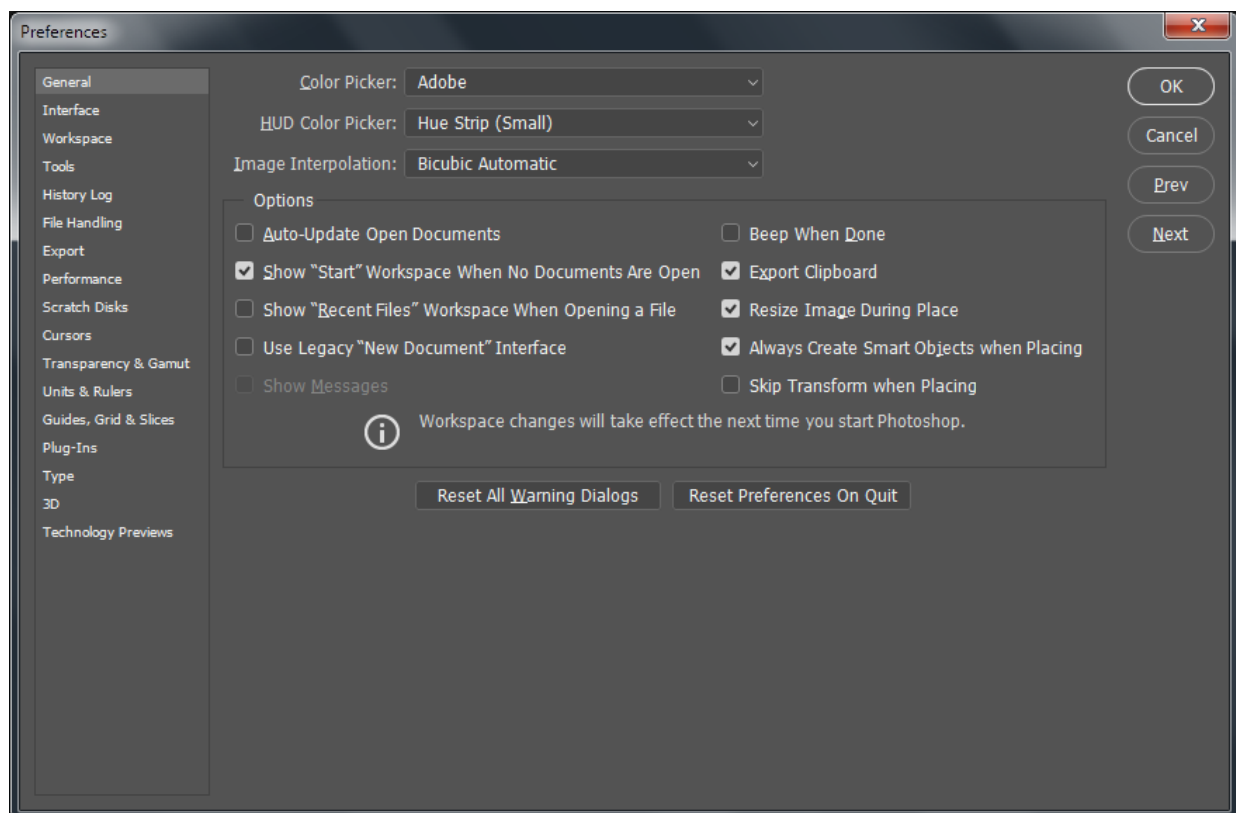 Preferences
General
Interface
Workspace
Tools
History Log
File Handling
Export
Performance
Scratch Disks
Cursors
Transparency & Gamut
Units & Rulers
Guides, Grid & Slices
Plug-Ins
Type
3D
Technology Previews
Color Picker: Adobe
HUD Color Picker: Hue Strip (Small)
Image Interpolation: Bicubic Automatic
Options
Auto-Update Open Documents
Show “Start” Workspace When No Documents Are Open
Show “Recent Files” Workspace When Opening a File
Use Legacy “New Document” Interface
Show Messages
Beep When Done
Export Clipboard
Resize Image During Place
Always Create Smart Objects when Placing
Skip Transform when Placing
Workspace changes will take effect the next time you start Photoshop.
Reset All Warning Dialogs
Reset Preferences On Quit
OK
Cancel
Prev
Next